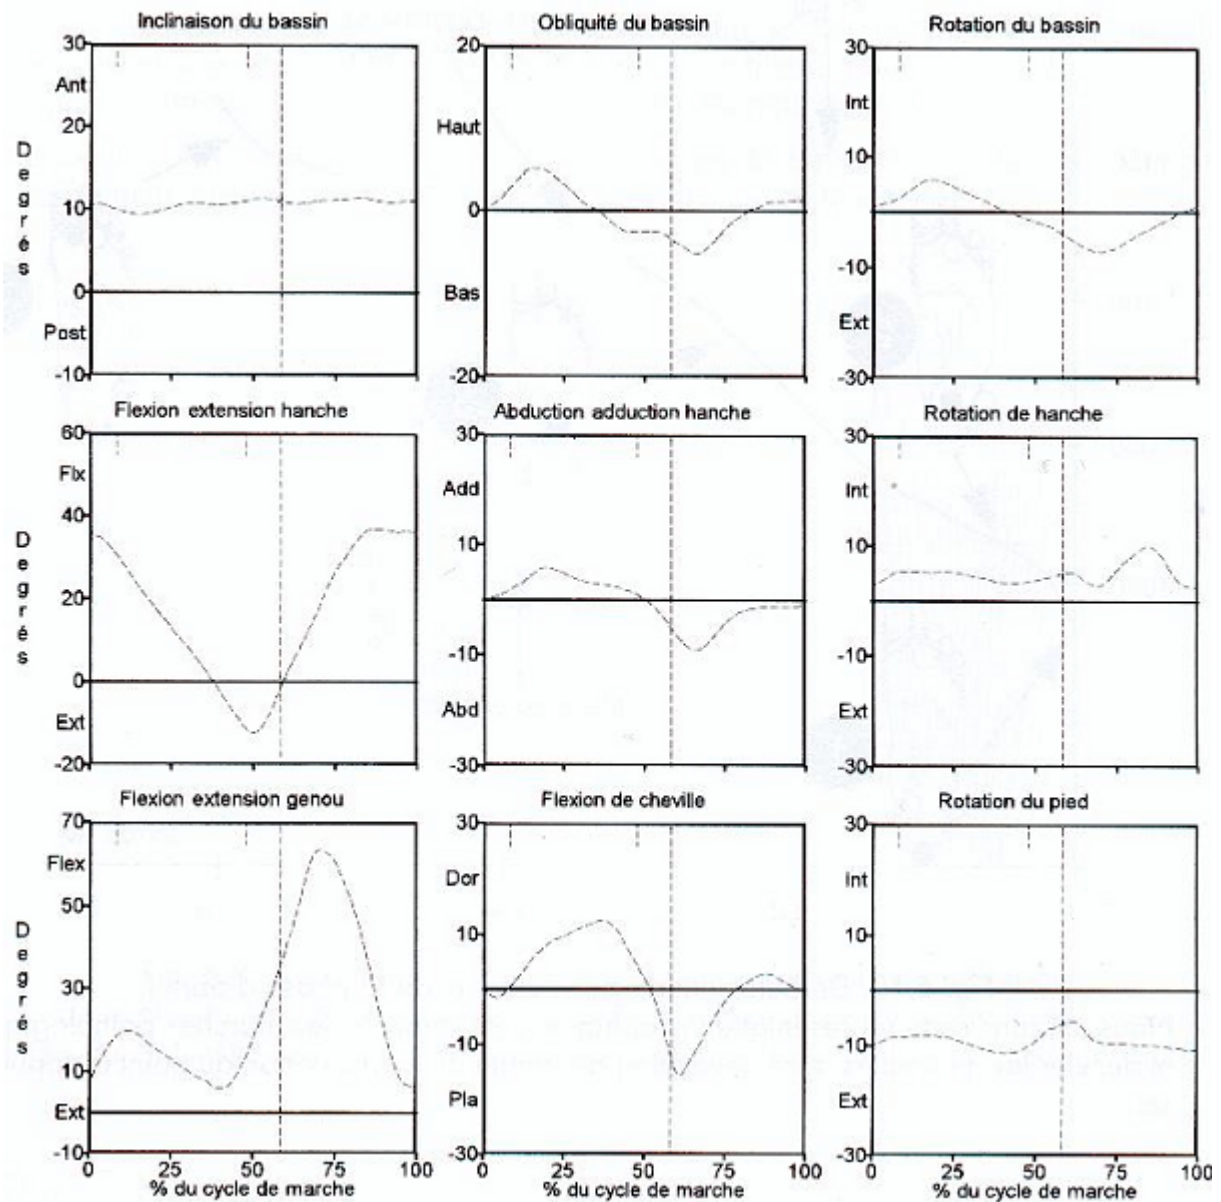 Inclinaison du bassin
30
Ant
20
10
0
Post
-10
Degrés
Obliquité du bassin
20
Haut
0
Bas
-20
Rotation du bassin
30
Int
10
-10
Ext
-30
Flexion extension hanche
60
Flx
40
20
0
Ext
-20
Degrés
Abduction adduction hanche
30
Add
10
-10
Abd
-30
Rotation de hanche
30
Int
10
-10
Ext
-30
Flexion extension genou
70
Flex
50
30
10
Ext
-10
Degrés
0 25 50 75 100
% du cycle de marche
Flexion de cheville
30
Dor
10
-10
Pla
-30
0 25 50 75 100
% du cycle de marche
Rotation du pied
30
Int
10
-10
Ext
-30
0 25 50 75 100
% du cycle de marche